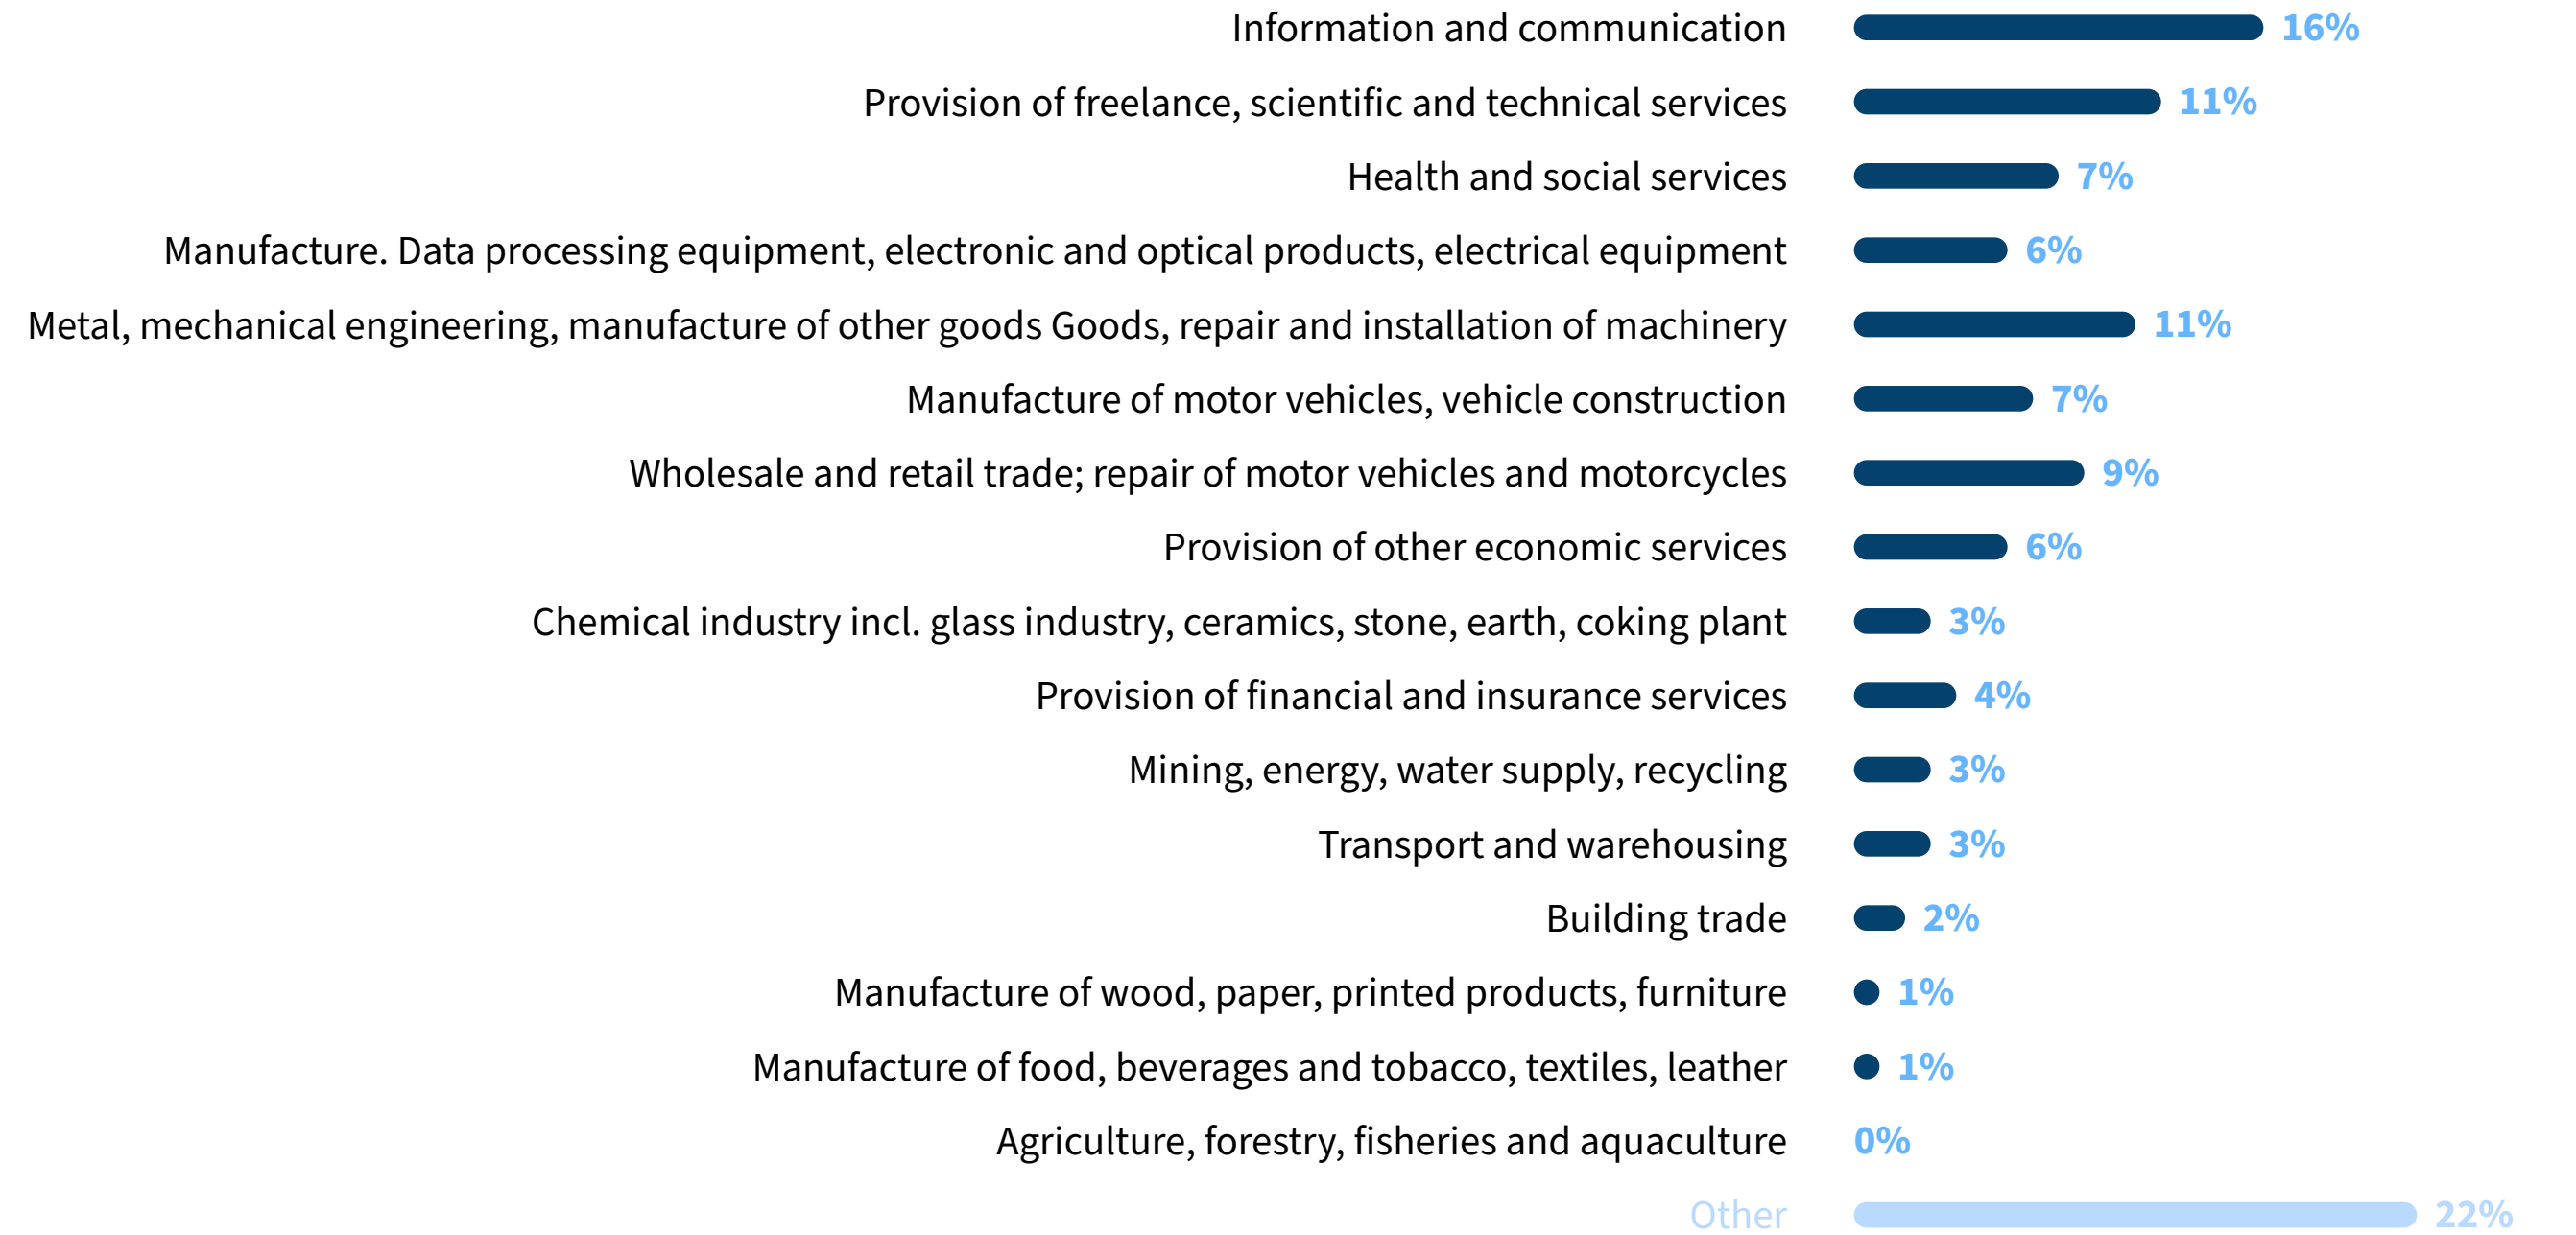 Information and communication 16%
Provision of freelance, scientific and technical services 11%
Health and social services 7%
Manufacture. Data processing equipment, electronic and optical products, electrical equipment 6%
Metal, mechanical engineering, manufacture of other goods Goods, repair and installation of machinery 11%
Manufacture of motor vehicles, vehicle construction 7%
Wholesale and retail trade; repair of motor vehicles and motorcycles 9%
Provision of other economic services 6%
Chemical industry incl. glass industry, ceramics, stone, earth, coking plant 3%
Provision of financial and insurance services 4%
Mining, energy, water supply, recycling 3%
Transport and warehousing 3%
Building trade 2%
Manufacture of wood, paper, printed products, furniture 1%
Manufacture of food, beverages and tobacco, textiles, leather 1%
Agriculture, forestry, fisheries and aquaculture 0%
Other 22%